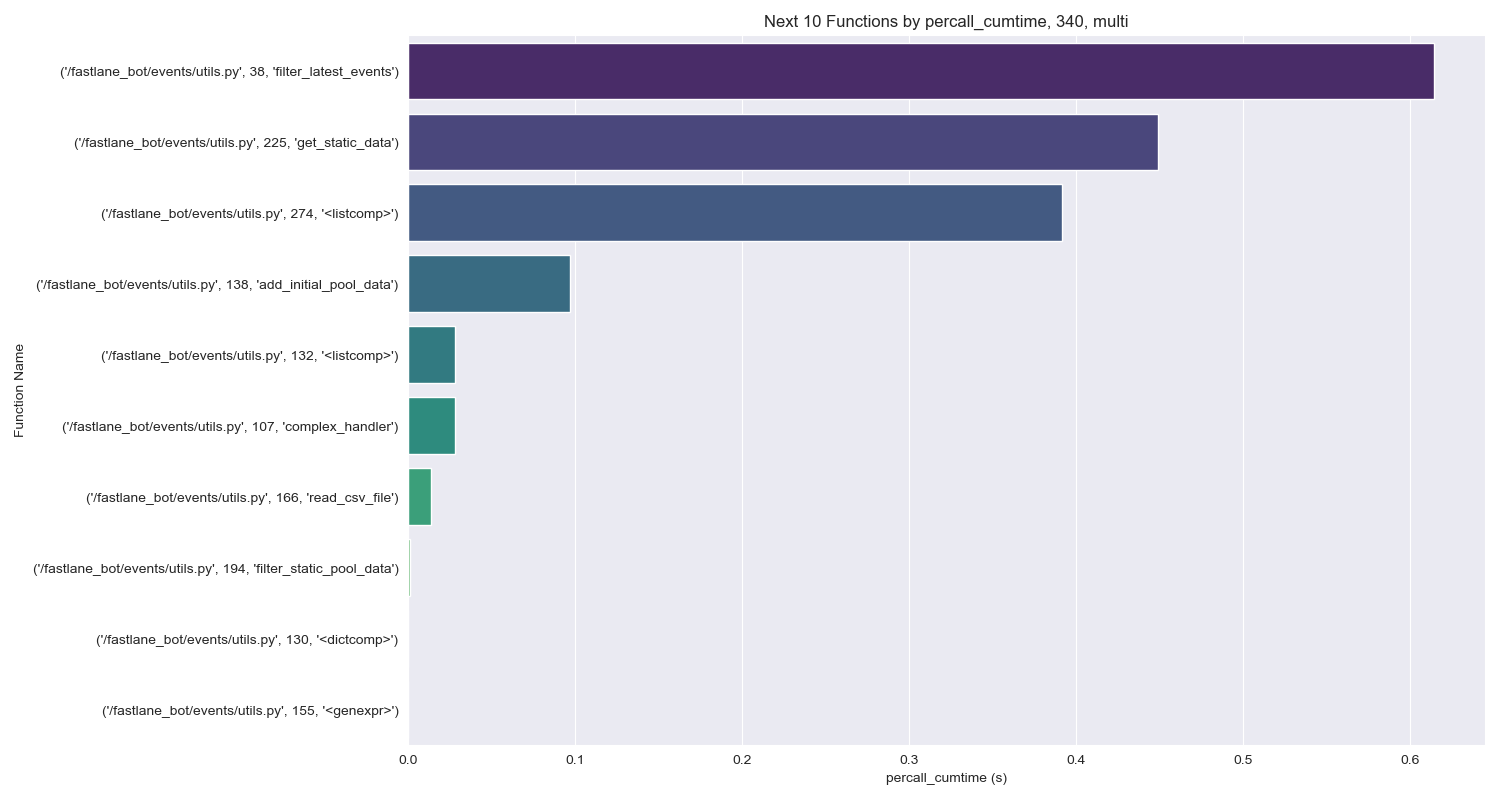 Next 10 Functions by percall_cumtime, 340, multi
('/fastlane_bot/events/utils.py', 38, 'filter_latest_events')
('/fastlane_bot/events/utils.py', 225, 'get_static_data')
('/fastlane_bot/events/utils.py', 274, '<listcomp>')
('/fastlane_bot/events/utils.py', 138, 'add_initial_pool_data')
('/fastlane_bot/events/utils.py', 132, '<listcomp>')
('/fastlane_bot/events/utils.py', 107, 'complex_handler')
('/fastlane_bot/events/utils.py', 166, 'read_csv_file')
('/fastlane_bot/events/utils.py', 194, 'filter_static_pool_data')
('/fastlane_bot/events/utils.py', 130, '<dictcomp>')
('/fastlane_bot/events/utils.py', 155, '<genexpr>')
Function Name
0.0 0.1 0.2 0.3 0.4 0.5 0.6
percall_cumtime (s)